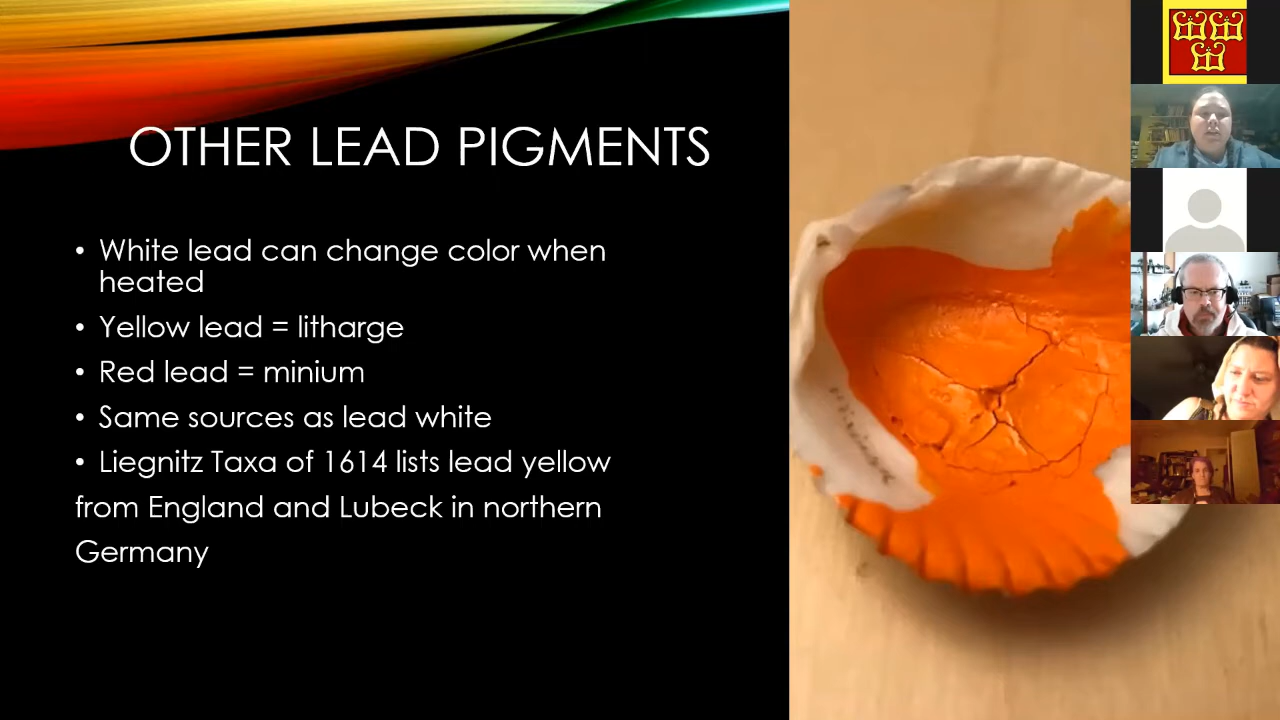 OTHER LEAD PIGMENTS
• White lead can change color when
heated
• Yellow lead = litharge
• Red lead = minium
• Same sources as lead white
• Liegnitz Taxa of 1614 lists lead yellow
from England and Lubeck in northern
Germany